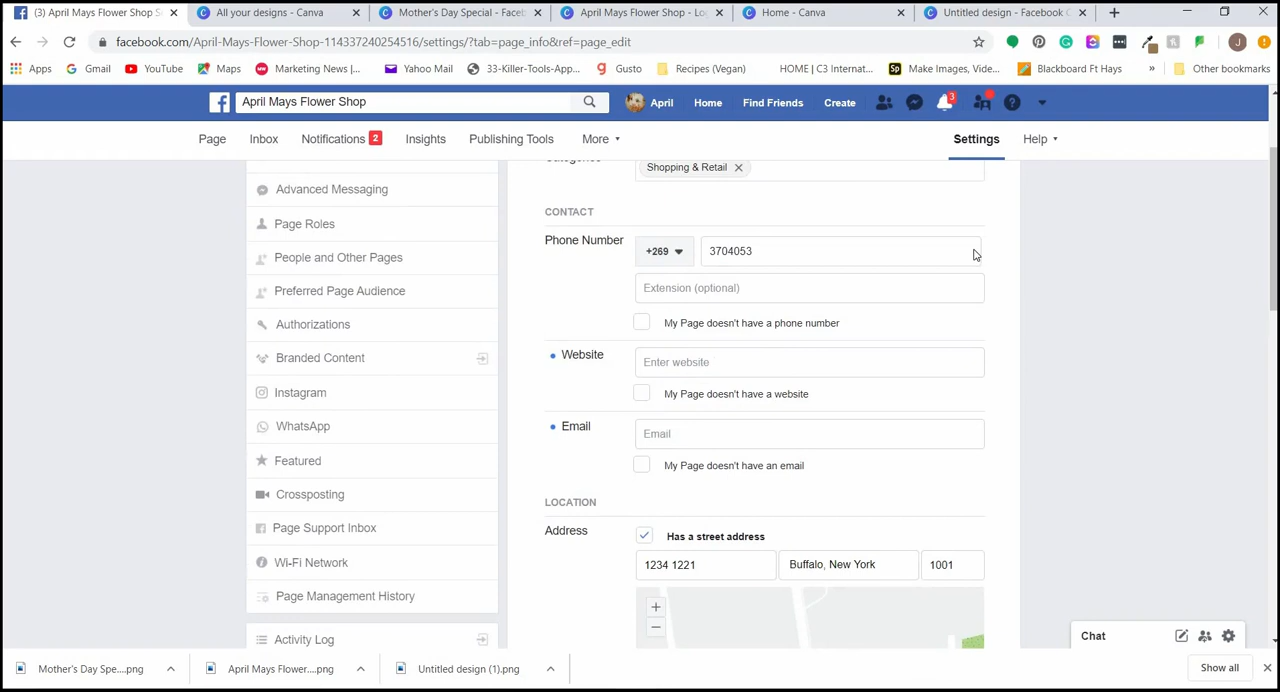 (3) April Mays Flower Shop S
All your designs - Canva
Mother's Day Special - Faceb
April Mays Flower Shop - Lo
Home - Canva
Untitled design - Facebook C
facebook.com/April-Mays-Flower-Shop-114337240254516/settings/?tab=page_info&ref=page_edit
J
Apps
Gmail
YouTube
Maps
Marketing News |...
Yahoo Mail
33-Killer-Tools-App...
Gusto
Recipes (Vegan)
HOME | C3 Internat...
Sp
Make Images, Vide...
Blackboard Ft Hays
»
Other bookmarks
April Mays Flower Shop
April
Home
Find Friends
Create
3
Page
Inbox
Notifications 2
Insights
Publishing Tools
More
Settings
Help
Advanced Messaging
Page Roles
People and Other Pages
Preferred Page Audience
Authorizations
Branded Content
Instagram
WhatsApp
Featured
Crossposting
Page Support Inbox
Wi-Fi Network
Page Management History
Activity Log
Shopping & Retail
CONTACT
Phone Number
+269
3704053
Extension (optional)
My Page doesn't have a phone number
Website
Enter website
My Page doesn't have a website
Email
Email
My Page doesn't have an email
LOCATION
Address
Has a street address
1234 1221
Buffalo, New York
1001
+
−
Chat
Mother's Day Spe....png
April Mays Flower....png
Untitled design (1).png
Show all